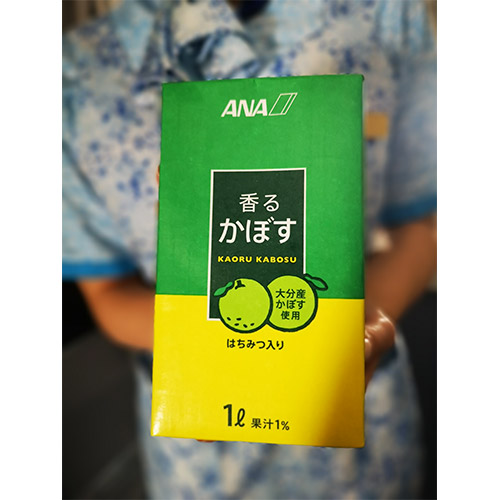 ANA
香る
かぼす
KAORU KABOSU
大分産
かぼす
使用
はちみつ入り
1ℓ 果汁1%